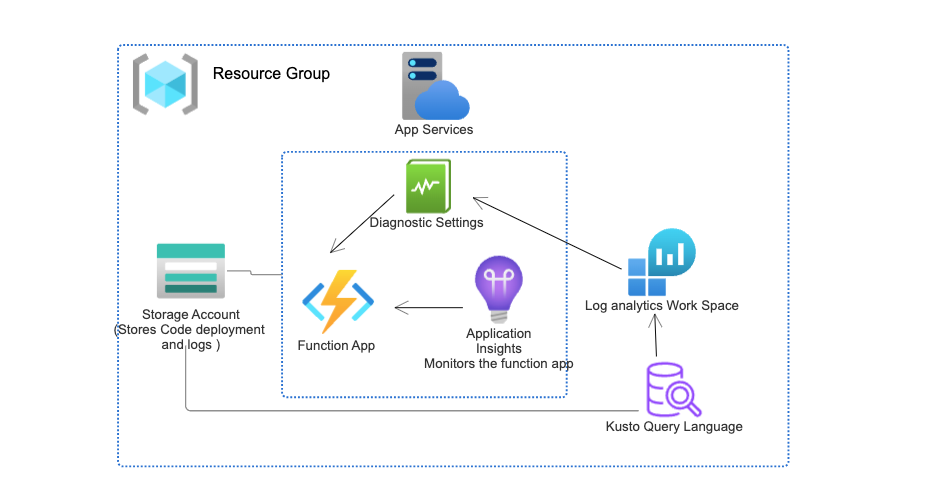 Resource Group
App Services
Diagnostic Settings
Storage Account
(Stores Code deployment
and logs )
Function App
Application
Insights
Monitors the function app
Log analytics Work Space
Kusto Query Language